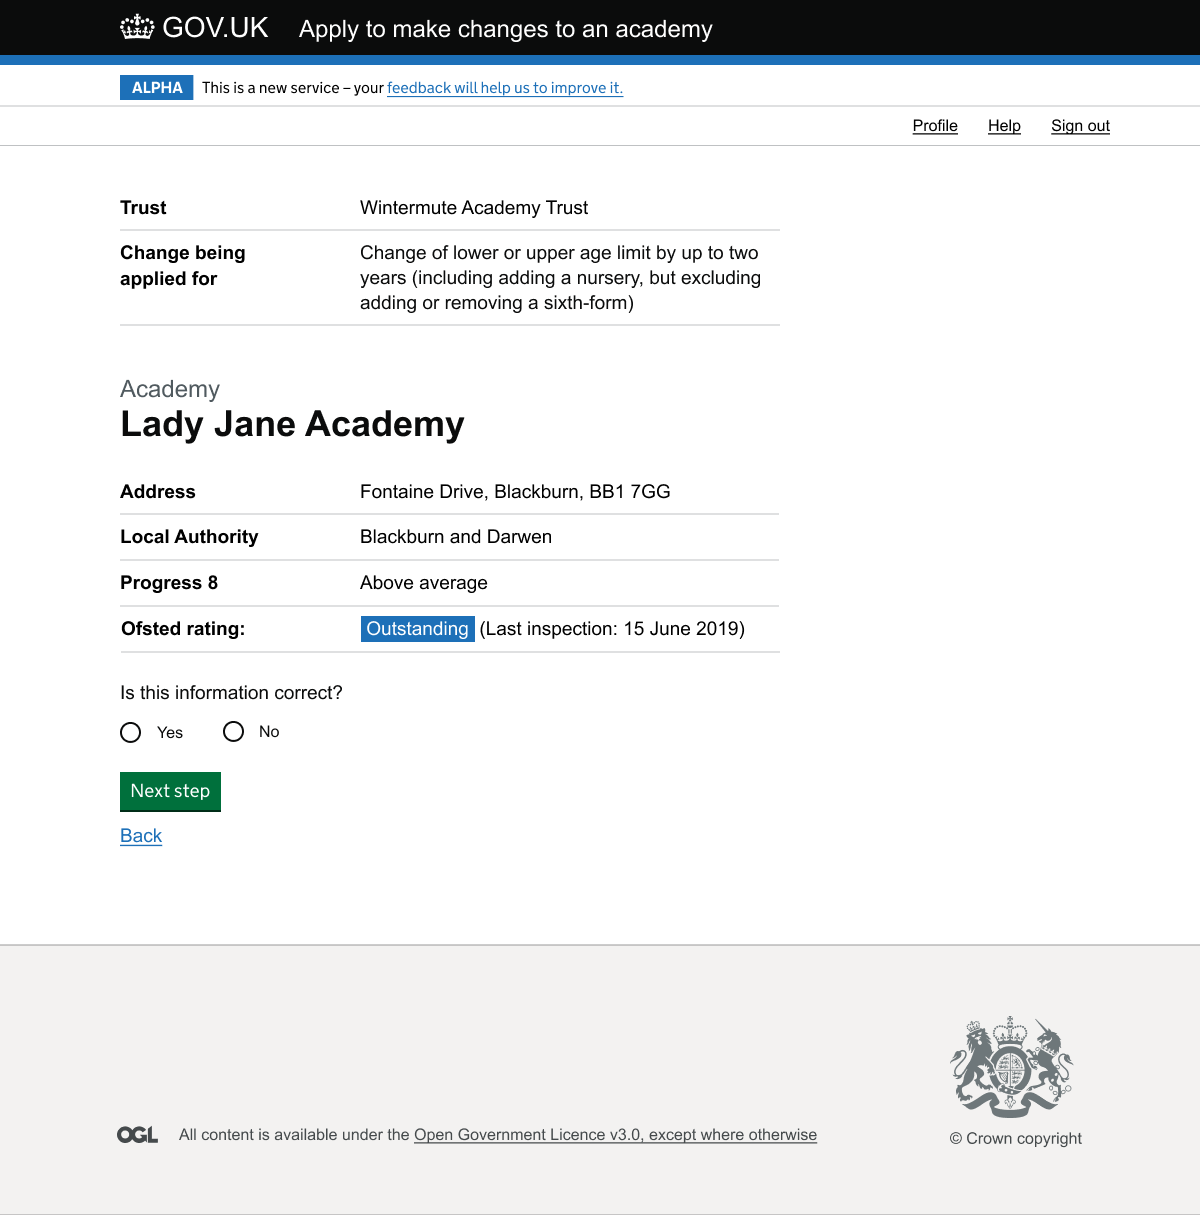 GOV.UK Apply to make changes to an academy
ALPHA This is a new service – your feedback will help us to improve it.
Profile Help Sign out
Trust Wintermute Academy Trust
Change being Change of lower or upper age limit by up to two
applied for years (including adding a nursery, but excluding
adding or removing a sixth-form)
Academy
Lady Jane Academy
Address Fontaine Drive, Blackburn, BB1 7GG
Local Authority Blackburn and Darwen
Progress 8 Above average
Ofsted rating: Outstanding (Last inspection: 15 June 2019)
Is this information correct?
Yes No
Next step
Back
OGL All content is available under the Open Government Licence v3.0, except where otherwise
© Crown copyright